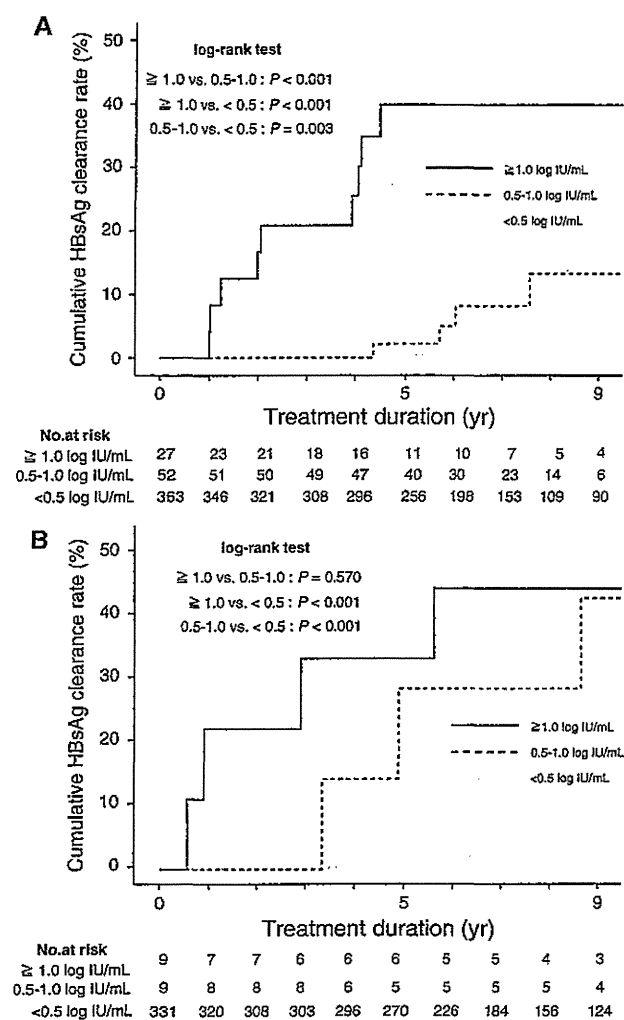 A
Cumulative HBsAg clearance rate (%)
50
40
30
20
10
0
log-rank test
≧ 1.0 vs. 0.5-1.0 : P < 0.001
≧ 1.0 vs. < 0.5 : P < 0.001
0.5-1.0 vs. < 0.5 : P = 0.003
≧1.0 log IU/mL
0.5-1.0 log IU/mL
<0.5 log IU/mL
0 5 9
Treatment duration (yr)
No.at risk
≧ 1.0 log IU/mL 27 23 21 18 16 11 10 7 5 4
0.5-1.0 log IU/mL 52 51 50 49 47 40 30 23 14 6
<0.5 log IU/mL 363 346 321 308 296 256 198 153 109 90
B
Cumulative HBsAg clearance rate (%)
50
40
30
20
10
0
log-rank test
≧ 1.0 vs. 0.5-1.0 : P = 0.570
≧ 1.0 vs. < 0.5 : P < 0.001
0.5-1.0 vs. < 0.5 : P < 0.001
≧1.0 log IU/mL
0.5-1.0 log IU/mL
<0.5 log IU/mL
0 5 9
Treatment duration (yr)
No.at risk
≧ 1.0 log IU/mL 9 7 7 6 6 6 5 5 4 3
0.5-1.0 log IU/mL 9 8 8 8 6 5 5 5 5 4
<0.5 log IU/mL 331 320 308 303 296 270 226 184 156 124